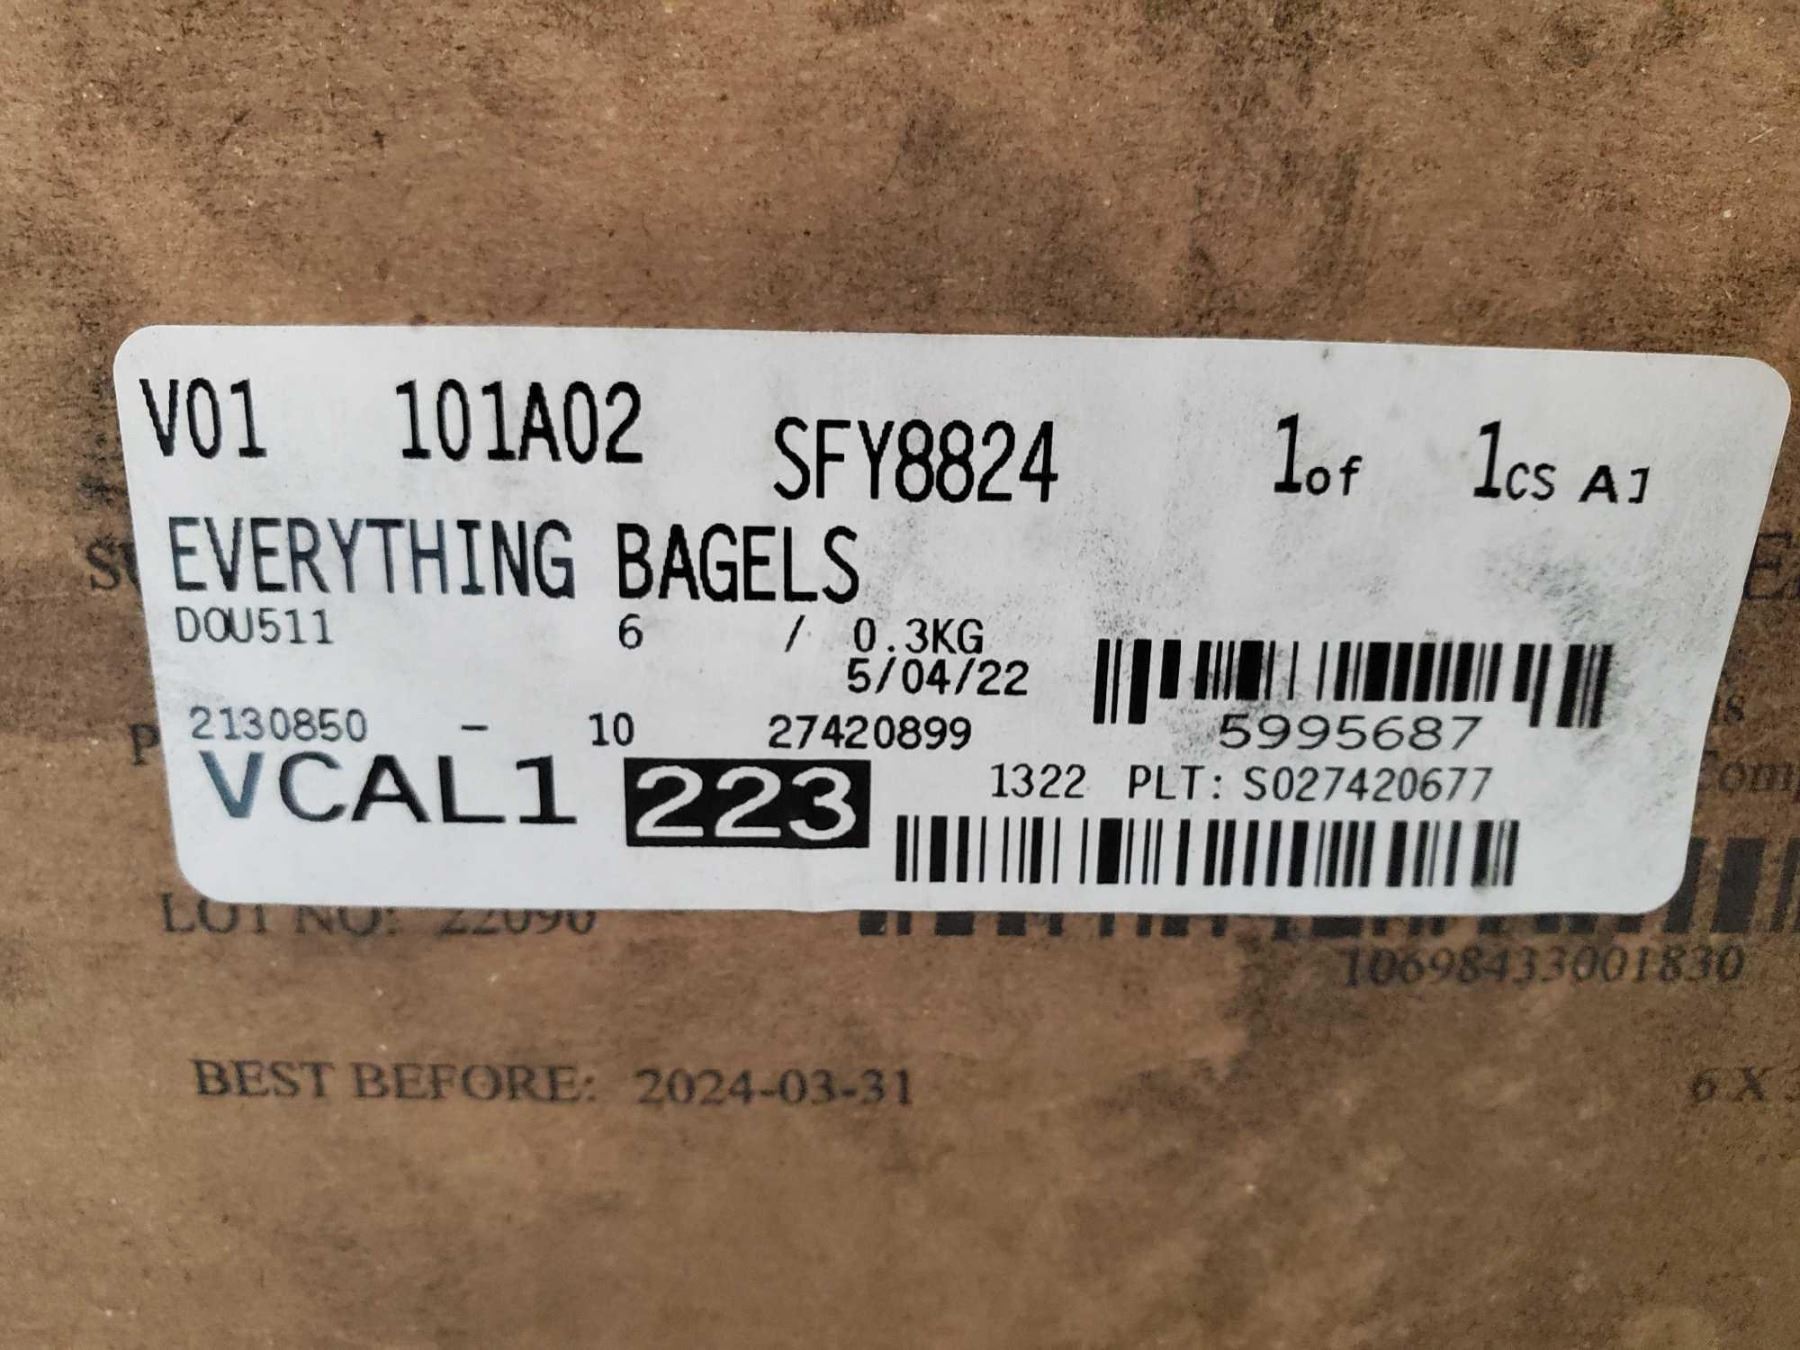 V01 101A02 SFY8824 1of 1cs AJ
EVERYTHING BAGELS
DOU511 6 / 0.3KG
5/04/22
2130850 - 10 27420899 5995687
VCAL1 223 1322 PLT: S027420677
LOT NO: 22090
10698433001830
BEST BEFORE: 2024-03-31
6 X